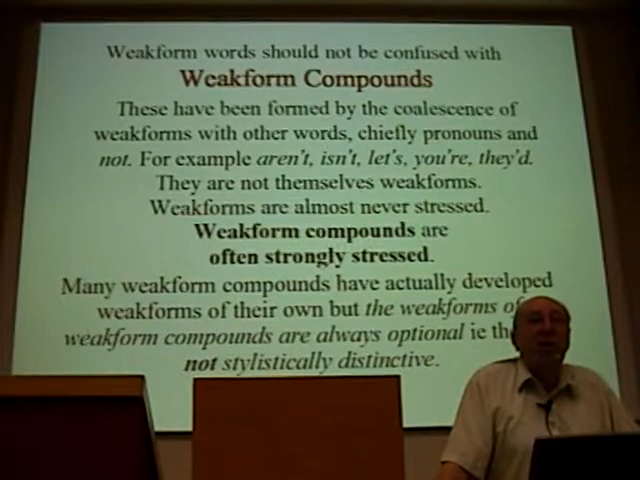 Weakform words should not be confused with
Weakform Compounds
These have been formed by the coalescence of
weakforms with other words, chiefly pronouns and
not. For example aren't, isn't, let's, you're, they'd.
They are not themselves weakforms.
Weakforms are almost never stressed.
Weakform compounds are
often strongly stressed.
Many weakform compounds have actually developed
weakforms of their own but the weakforms of
weakform compounds are always optional ie
not stylistically distinctive.